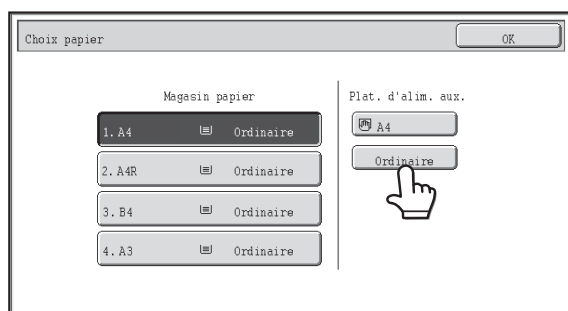 Choix papier
OK
Magasin papier
1. A4 Ordinaire
2. A4R Ordinaire
3. B4 Ordinaire
4. A3 Ordinaire
Plat. d'alim. aux.
A4
Ordinaire